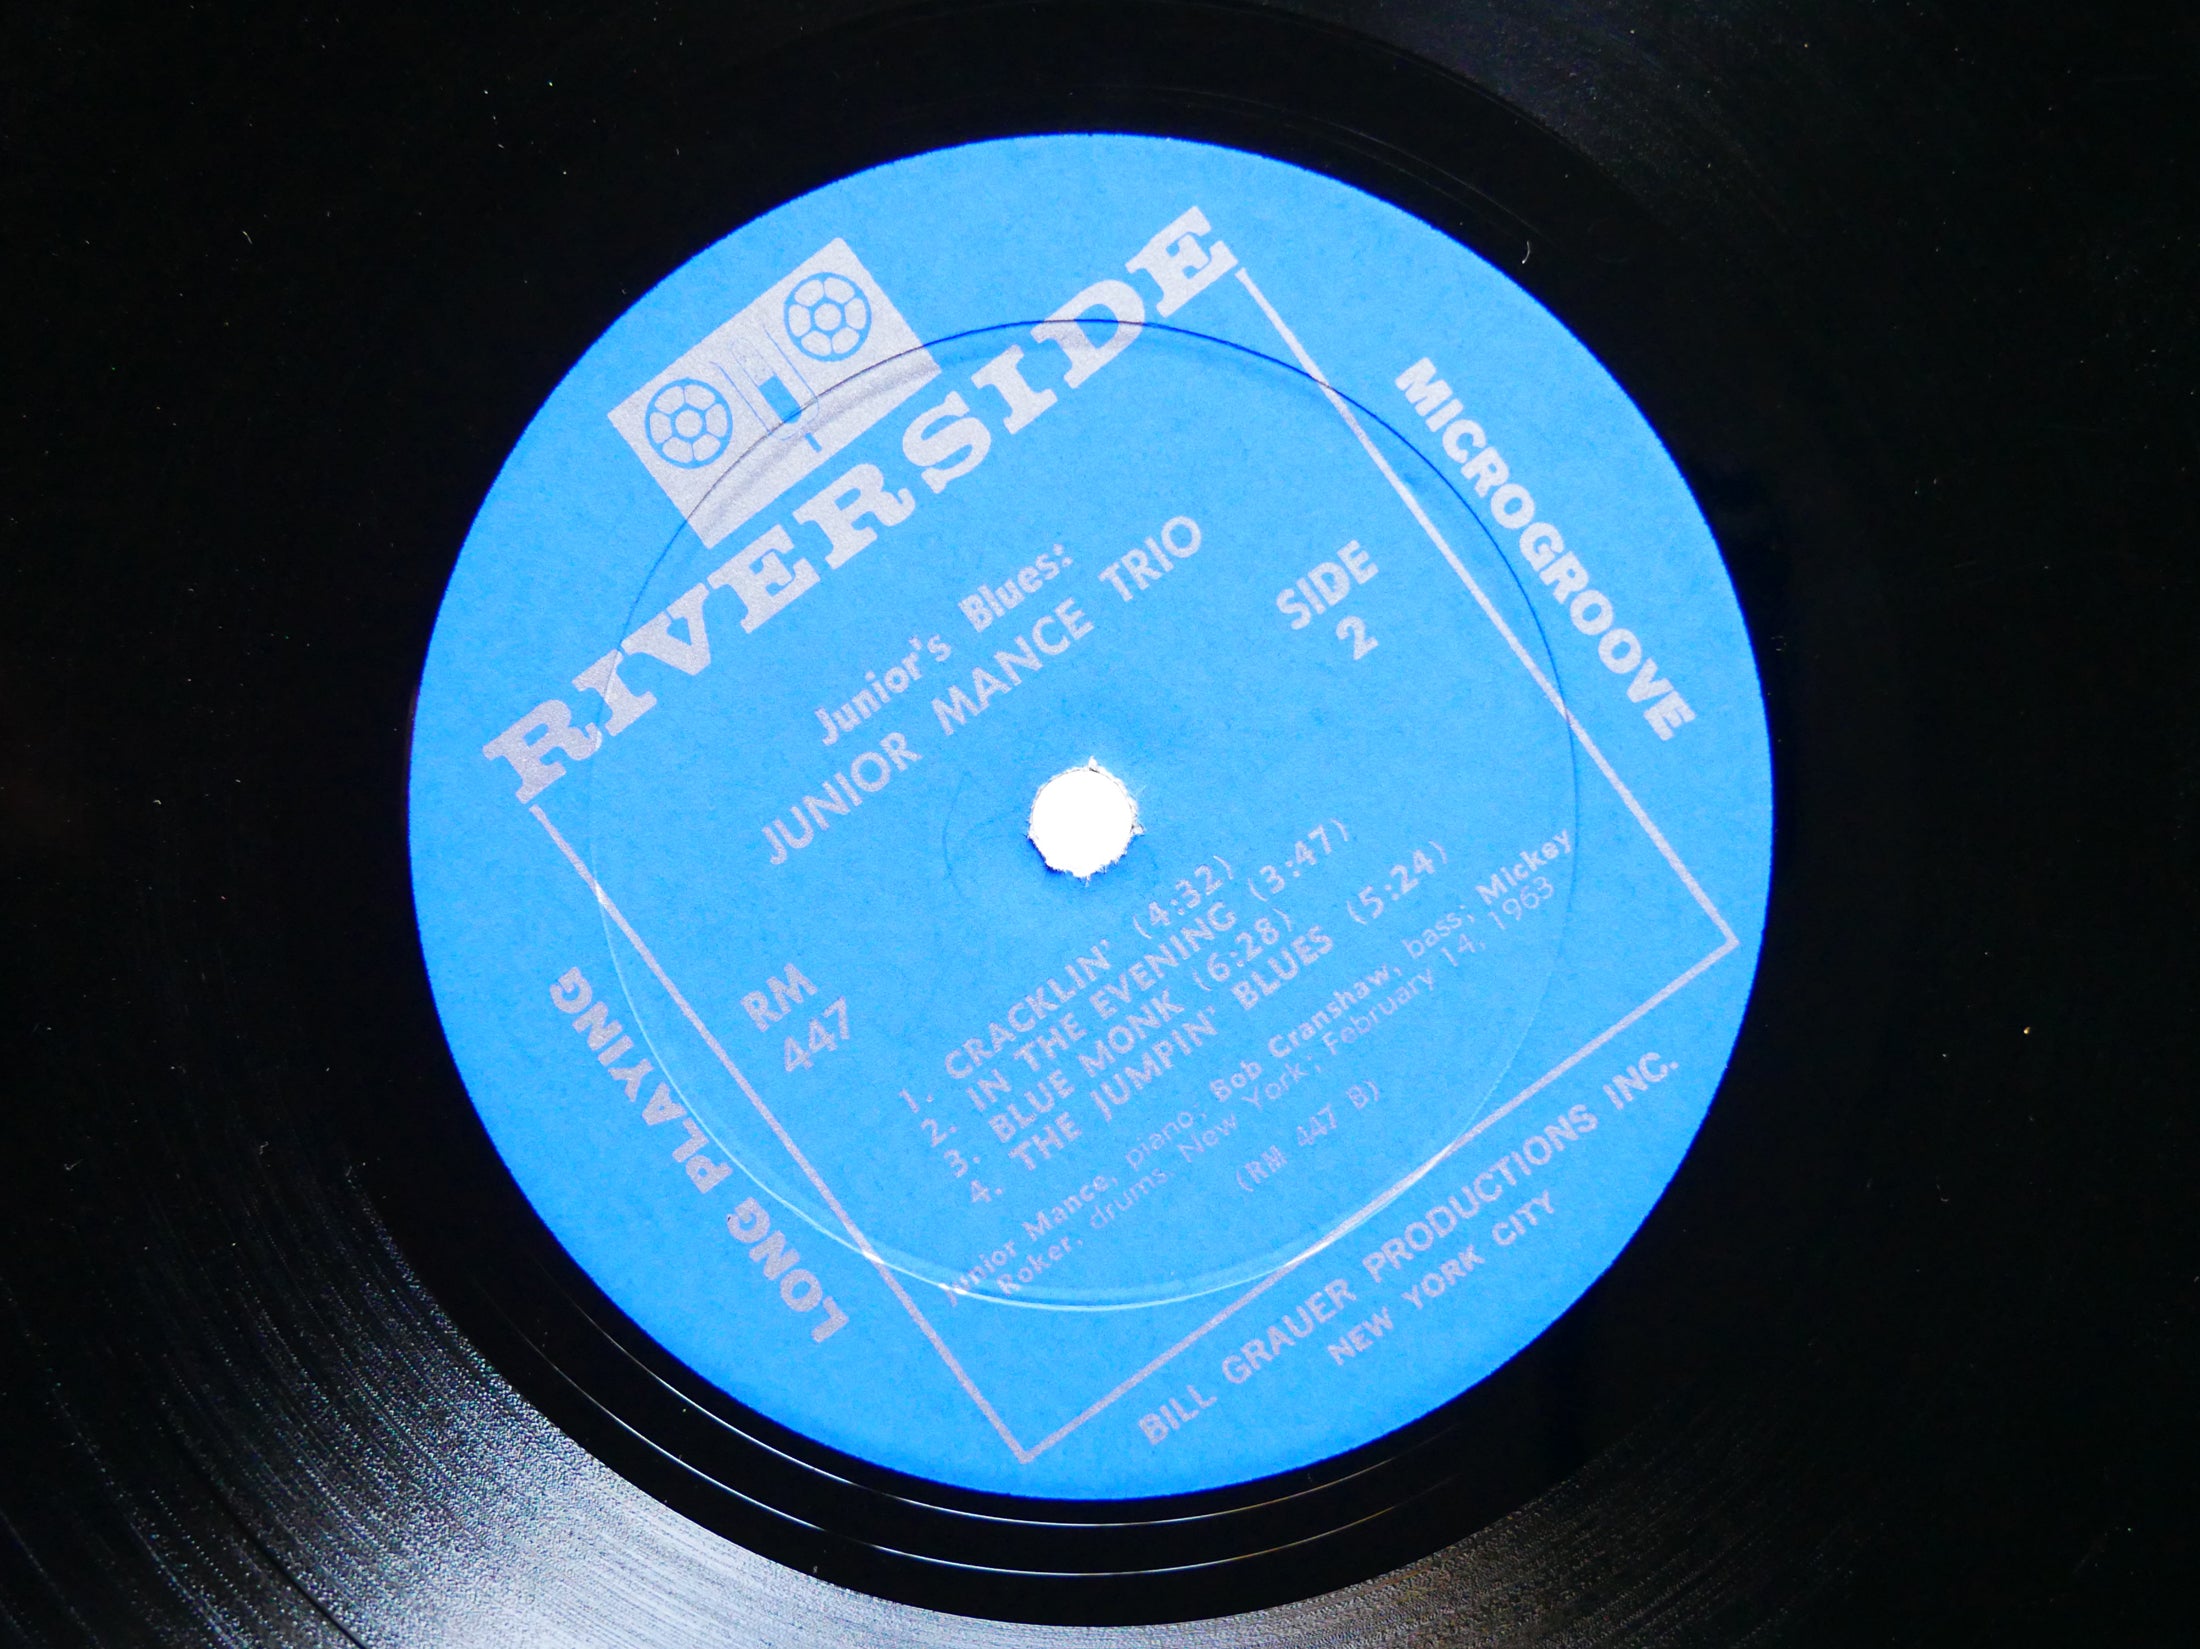 RIVERSIDE
MICROGROOVE
Junior's Blues:
JUNIOR MANCE TRIO
SIDE
2
RM
447
1. CRACKLIN' (4:32)
2. IN THE EVENING (3:47)
3. BLUE MONK (6:28)
4. THE JUMPIN' BLUES (5:24)
Junior Mance, piano; Bob Cranshaw, bass; Mickey
Roker, drums. New York; February 14, 1963
(RM 447 B)
LONG PLAYING
BILL GRAUER PRODUCTIONS INC.
NEW YORK CITY